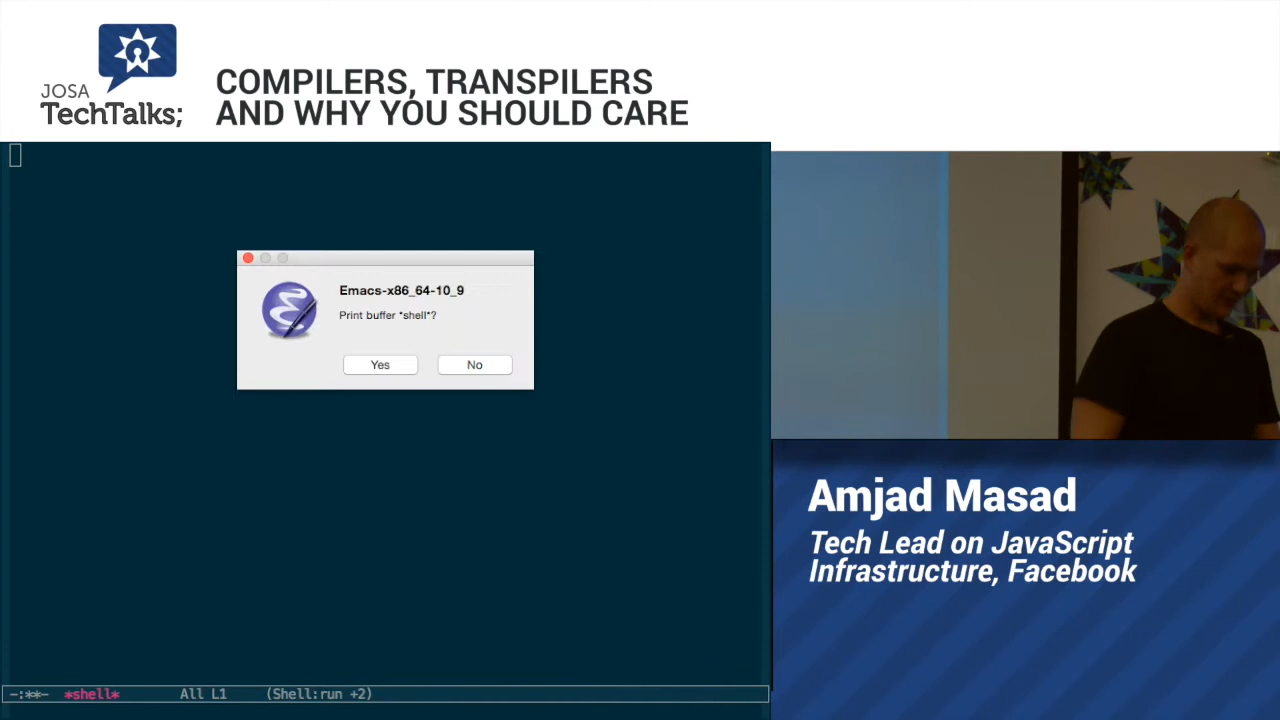 JOSA
TechTalks;
COMPILERS, TRANSPILERS
AND WHY YOU SHOULD CARE
Emacs-x86_64-10_9
Print buffer *shell*?
Yes
No
-:**- *shell* All L1 (Shell:run +2)
Amjad Masad
Tech Lead on JavaScript
Infrastructure, Facebook